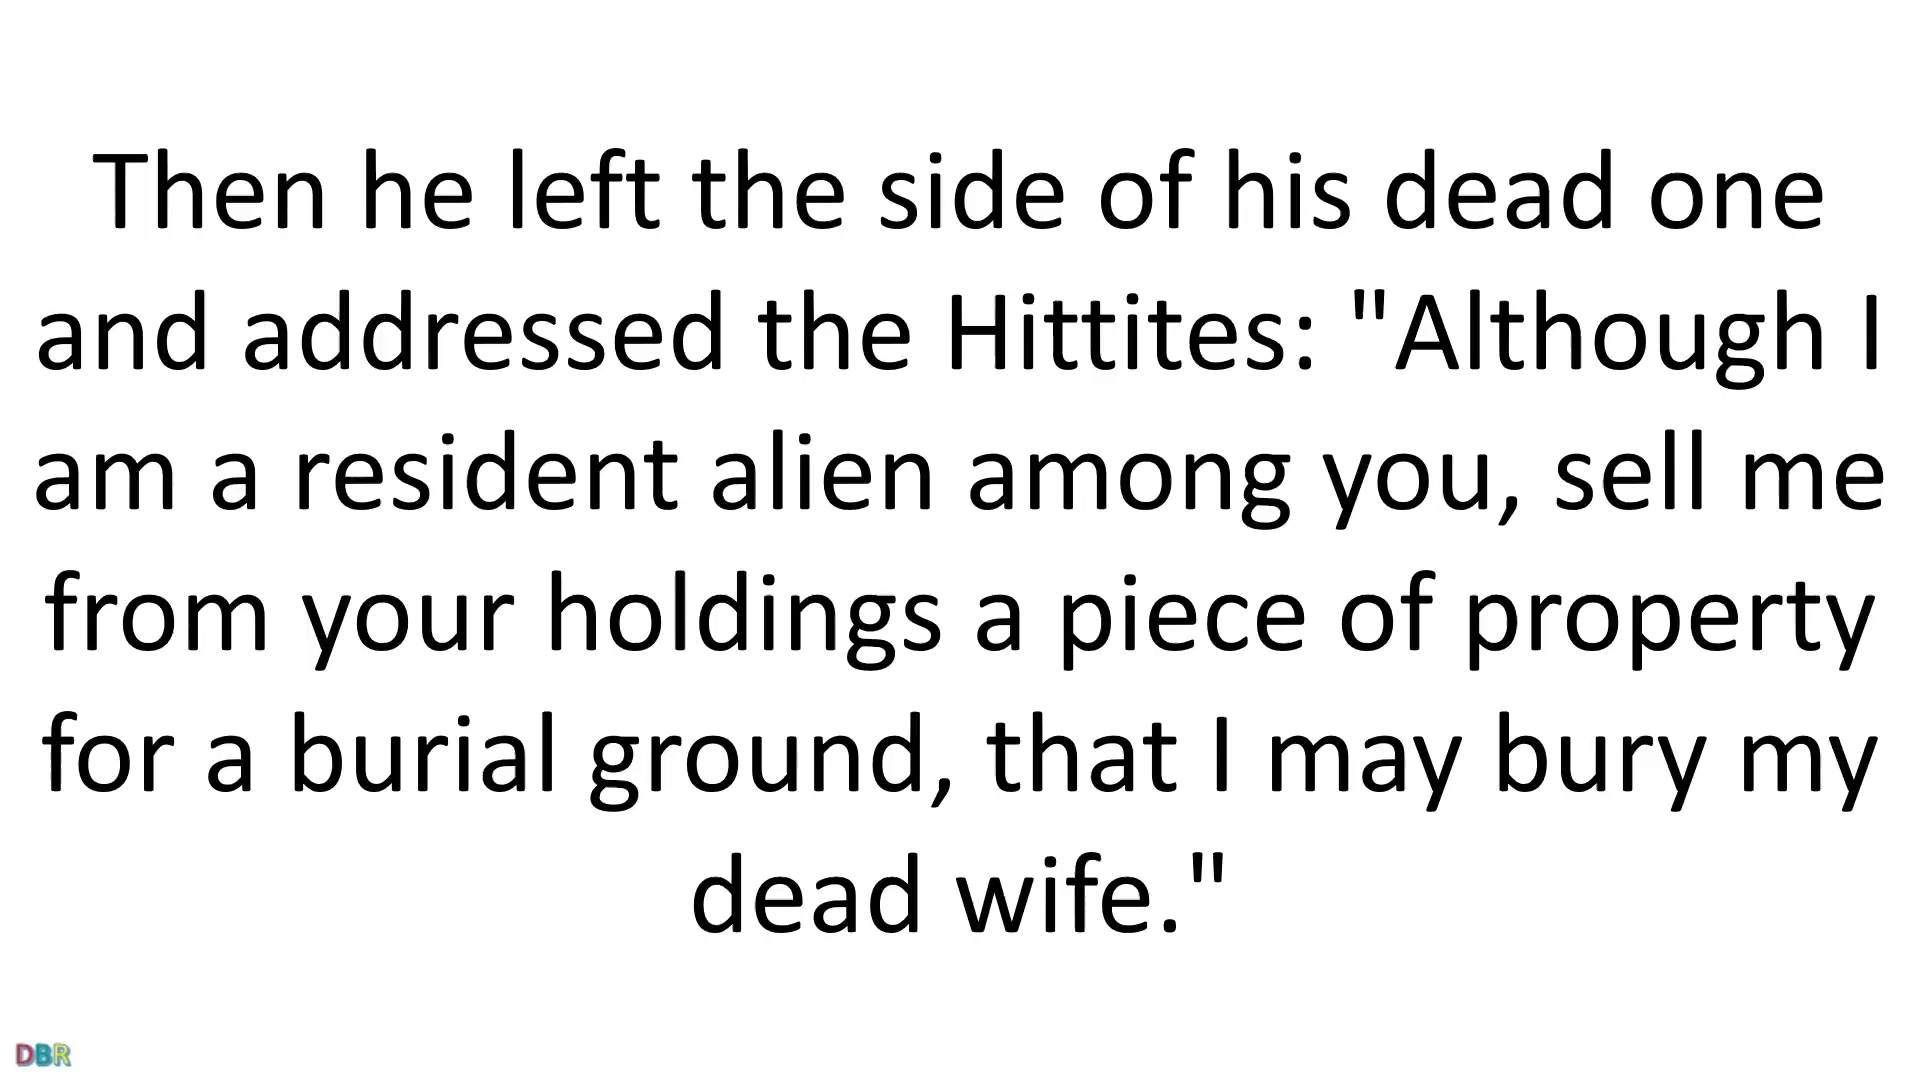 Then he left the side of his dead one
and addressed the Hittites: "Although I
am a resident alien among you, sell me
from your holdings a piece of property
for a burial ground, that I may bury my
dead wife."
DBR